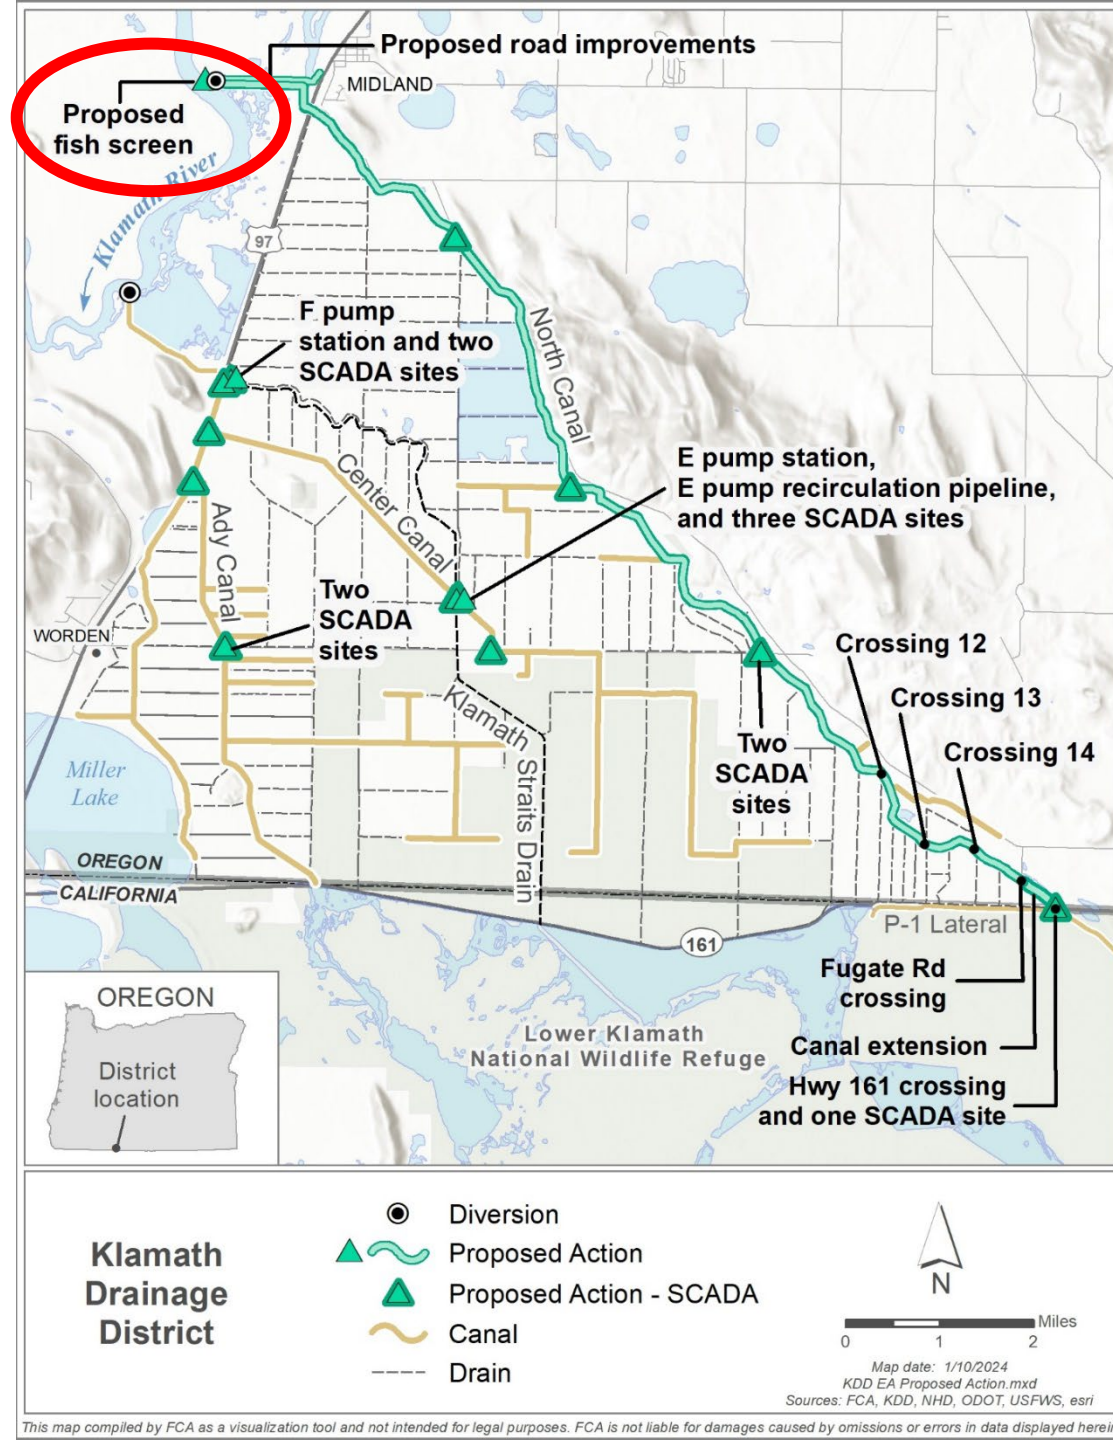 Proposed road improvements
MIDLAND
Proposed
fish screen
Klamath River
97
F pump
station and two
SCADA sites
North Canal
E pump station,
E pump recirculation pipeline,
and three SCADA sites
Center Canal
Ady Canal
Two
SCADA
sites
WORDEN
Crossing 12
Crossing 13
Crossing 14
Klamath
Straits Drain
Two
SCADA
sites
Miller
Lake
OREGON
CALIFORNIA
P-1 Lateral
161
Fugate Rd
crossing
Canal extension
Hwy 161 crossing
and one SCADA site
Lower Klamath
National Wildlife Refuge
OREGON
District
location
Klamath
Drainage
District
Diversion
Proposed Action
Proposed Action - SCADA
Canal
Drain
N
Miles
0 1 2
Map date: 1/10/2024
KDD EA Proposed Action.mxd
Sources: FCA, KDD, NHD, ODOT, USFWS, esri
This map compiled by FCA as a visualization tool and not intended for legal purposes. FCA is not liable for damages caused by omissions or errors in data displayed herein